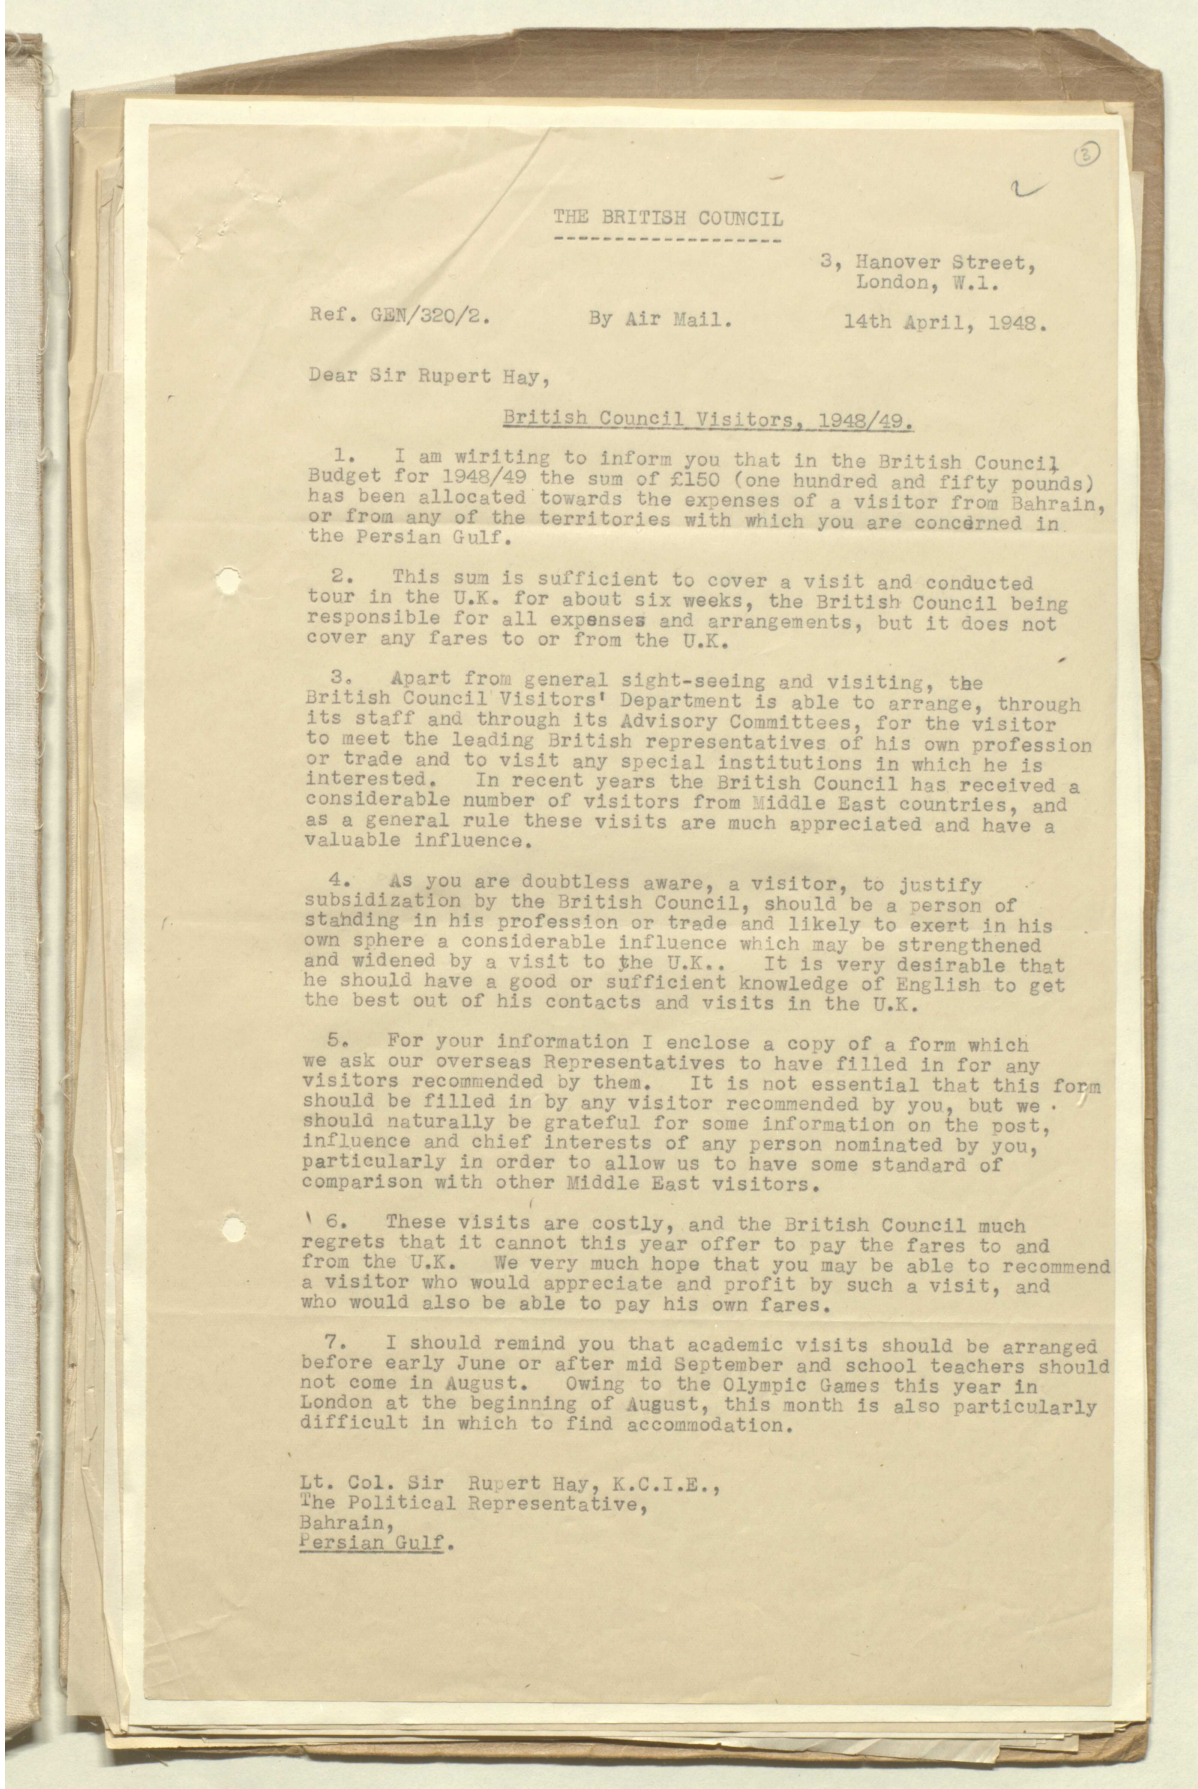 3
2
THE BRITISH COUNCIL
3, Hanover Street,
London, W.1.
Ref. GEN/320/2. By Air Mail. 14th April, 1948.
Dear Sir Rupert Hay,
British Council Visitors, 1948/49.
1. I am wiriting to inform you that in the British Council
Budget for 1948/49 the sum of £150 (one hundred and fifty pounds)
has been allocated towards the expenses of a visitor from Bahrain,
or from any of the territories with which you are concerned in
the Persian Gulf.
2. This sum is sufficient to cover a visit and conducted
tour in the U.K. for about six weeks, the British Council being
responsible for all expenses and arrangements, but it does not
cover any fares to or from the U.K.
3. Apart from general sight-seeing and visiting, the
British Council Visitors' Department is able to arrange, through
its staff and through its Advisory Committees, for the visitor
to meet the leading British representatives of his own profession
or trade and to visit any special institutions in which he is
interested. In recent years the British Council has received a
considerable number of visitors from Middle East countries, and
as a general rule these visits are much appreciated and have a
valuable influence.
4. As you are doubtless aware, a visitor, to justify
subsidization by the British Council, should be a person of
standing in his profession or trade and likely to exert in his
own sphere a considerable influence which may be strengthened
and widened by a visit to the U.K.. It is very desirable that
he should have a good or sufficient knowledge of English to get
the best out of his contacts and visits in the U.K.
5. For your information I enclose a copy of a form which
we ask our overseas Representatives to have filled in for any
visitors recommended by them. It is not essential that this form
should be filled in by any visitor recommended by you, but we
should naturally be grateful for some information on the post,
influence and chief interests of any person nominated by you,
particularly in order to allow us to have some standard of
comparison with other Middle East visitors.
6. These visits are costly, and the British Council much
regrets that it cannot this year offer to pay the fares to and
from the U.K. We very much hope that you may be able to recommend
a visitor who would appreciate and profit by such a visit, and
who would also be able to pay his own fares.
7. I should remind you that academic visits should be arranged
before early June or after mid September and school teachers should
not come in August. Owing to the Olympic Games this year in
London at the beginning of August, this month is also particularly
difficult in which to find accommodation.
Lt. Col. Sir Rupert Hay, K.C.I.E.,
The Political Representative,
Bahrain,
Persian Gulf.